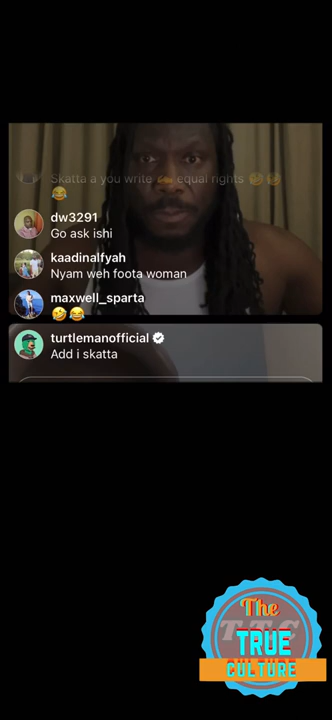 Skatta a you write equal rights 😂😂
😂
dw3291
Go ask ishi
kaadinalfyah
Nyam weh foota woman
maxwell_sparta
🤣😂
turtlemanofficial
Add i skatta
The
T.T.C
TRUE
CULTURE